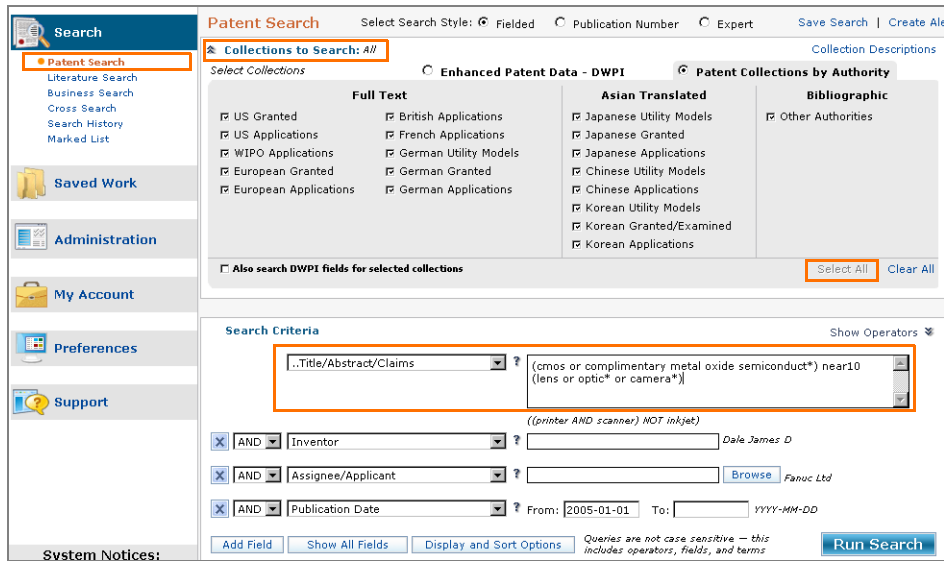 Search
Patent Search
Literature Search
Business Search
Cross Search
Search History
Marked List
Saved Work
Administration
My Account
Preferences
Support
System Notices:
Patent Search Select Search Style: Fielded Publication Number Expert Save Search | Create Ale
Collections to Search: All Collection Descriptions
Select Collections Enhanced Patent Data - DWPI Patent Collections by Authority
Full Text Asian Translated Bibliographic
US Granted British Applications Japanese Utility Models Other Authorities
US Applications French Applications Japanese Granted
WIPO Applications German Utility Models Japanese Applications
European Granted German Granted Chinese Utility Models
European Applications German Applications Chinese Applications
Korean Utility Models
Korean Granted/Examined
Korean Applications
Also search DWPI fields for selected collections Select All Clear All
Search Criteria Show Operators
..Title/Abstract/Claims ? (cmos or complimentary metal oxide semiconduct*) near10
(lens or optic* or camera*)
((printer AND scanner) NOT inkjet)
X AND Inventor ? Dale James D
X AND Assignee/Applicant ? Browse Fanuc Ltd
X AND Publication Date ? From: 2005-01-01 To: YYYY-MM-DD
Add Field Show All Fields Display and Sort Options Queries are not case sensitive — this
includes operators, fields, and terms Run Search